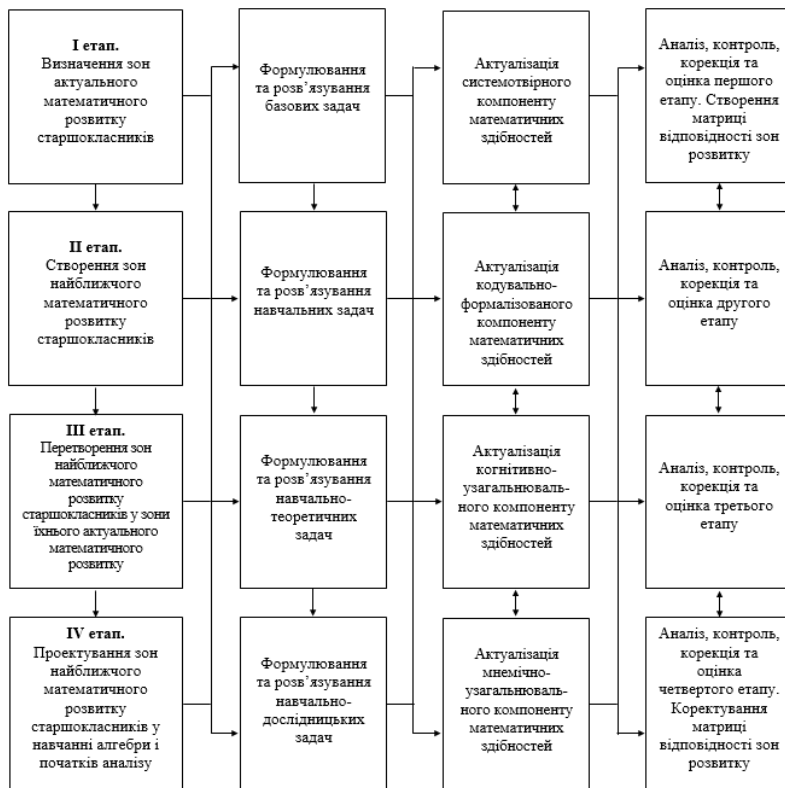 І етап.
Визначення зон
актуального
математичного
розвитку
старшокласників
Формулювання
та розв’язування
базових задач
Актуалізація
системотвірного
компоненту
математичних
здібностей
Аналіз, контроль,
корекція та
оцінка першого
етапу. Створення
матриці
відповідності зон
розвитку
ІІ етап.
Створення зон
найближчого
математичного
розвитку
старшокласників
Формулювання
та розв’язування
навчальних задач
Актуалізація
кодувально-
формалізованого
компоненту
математичних
здібностей
Аналіз, контроль,
корекція та
оцінка другого
етапу
ІІІ етап.
Перетворення зон
найближчого
математичного
розвитку
старшокласників у зони
їхнього актуального
математичного
розвитку
Формулювання
та розв’язування
навчально-
теоретичних
задач
Актуалізація
когнітивно-
узагальнюваль-
ного компоненту
математичних
здібностей
Аналіз, контроль,
корекція та
оцінка третього
етапу
IV етап.
Проектування зон
найближчого
математичного
розвитку
старшокласників у
навчанні алгебри і
початків аналізу
Формулювання
та розв’язування
навчально-
дослідницьких
задач
Актуалізація
мнемічно-
узагальнюваль-
ного компоненту
математичних
здібностей
Аналіз, контроль,
корекція та
оцінка
четвертого етапу.
Коректування
матриці
відповідності зон
розвитку